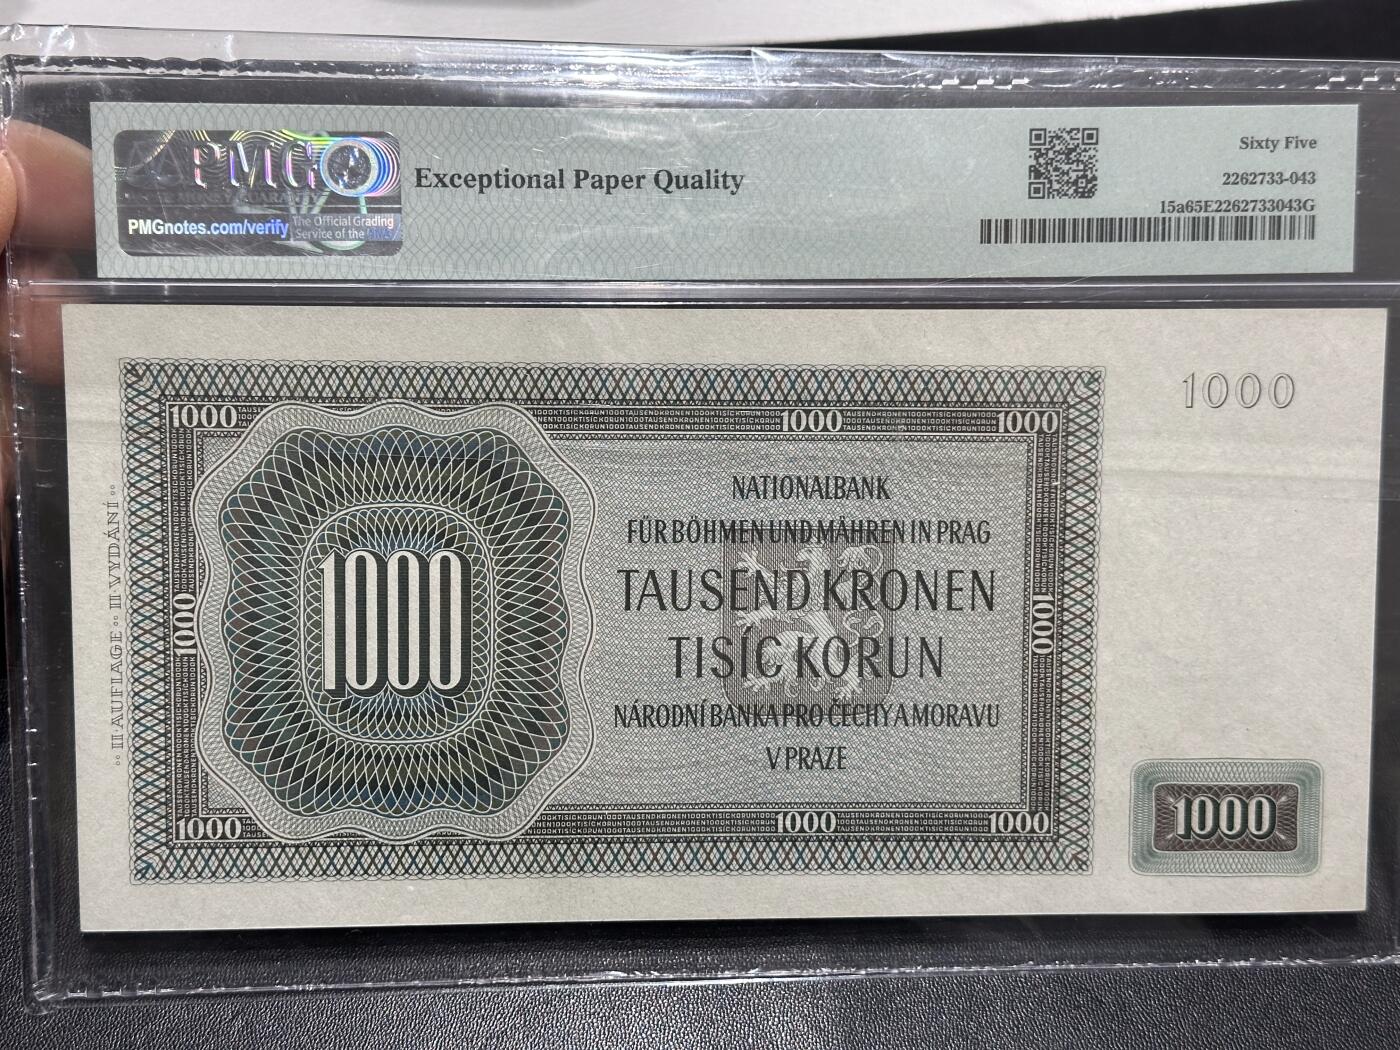 PMG
PMGnotes.com/verify
The Official Grading
Service of the
Exceptional Paper Quality
Sixty Five
2262733-043
15a65E2262733043G
1000
1000
1000
1000
NATIONALBANK
FÜR BÖHMEN UND MÄHREN IN PRAG
TAUSEND KRONEN
TISÍC KORUN
NÁRODNÍ BANKA PRO ČECHY A MORAVU
V PRAZE
1000
1000
1000
1000
1000
1000
1000
II · AUFLAGE II VYDÁNÍ